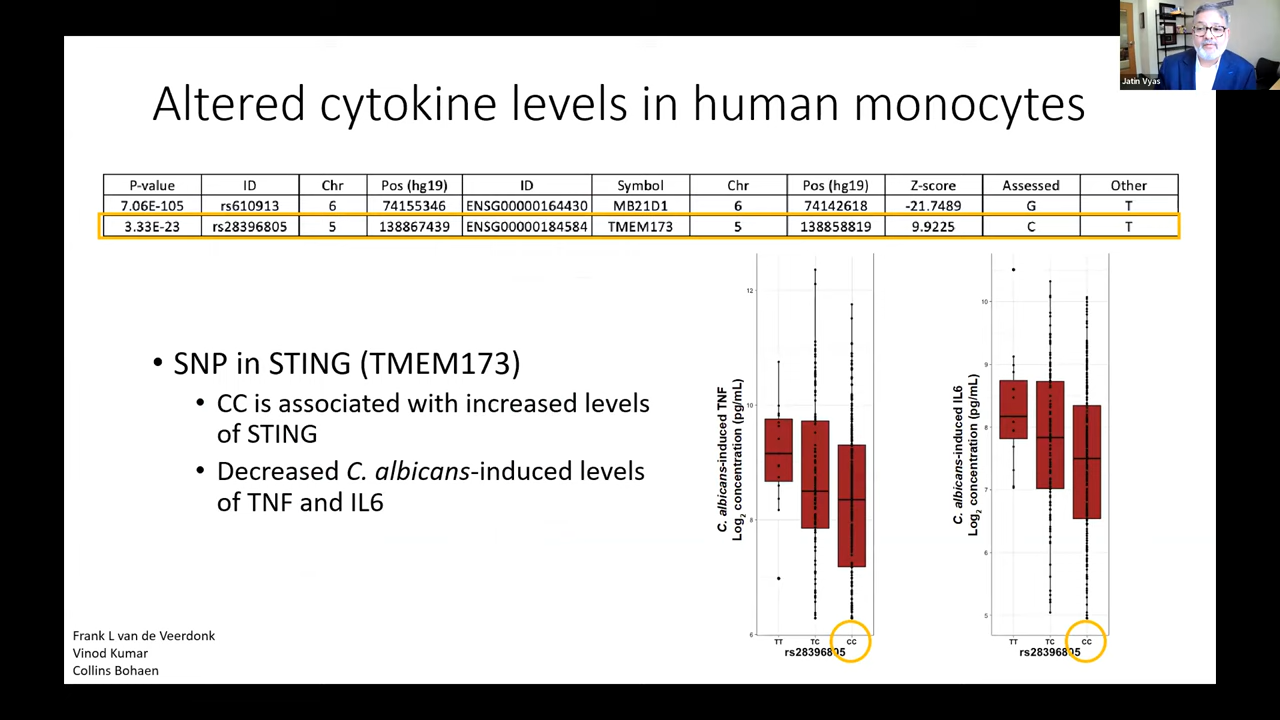 Jatin Vyas
Altered cytokine levels in human monocytes
P-value ID Chr Pos (hg19) ID Symbol Chr Pos (hg19) Z-score Assessed Other
7.06E-105 rs610913 6 74155346 ENSG00000164430 MB21D1 6 74142618 -21.7489 G T
3.33E-23 rs28396805 5 138867439 ENSG00000184584 TMEM173 5 138858819 9.9225 C T
• SNP in STING (TMEM173)
• CC is associated with increased levels
of STING
• Decreased C. albicans-induced levels
of TNF and IL6
C. albicans-induced TNF
Log2 concentration (pg/mL)
12
10
8
6
TT TC CC
rs28396805
C. albicans-induced IL6
Log2 concentration (pg/mL)
10
9
8
7
6
5
TT TC CC
rs28396805
Frank L van de Veerdonk
Vinod Kumar
Collins Bohaen